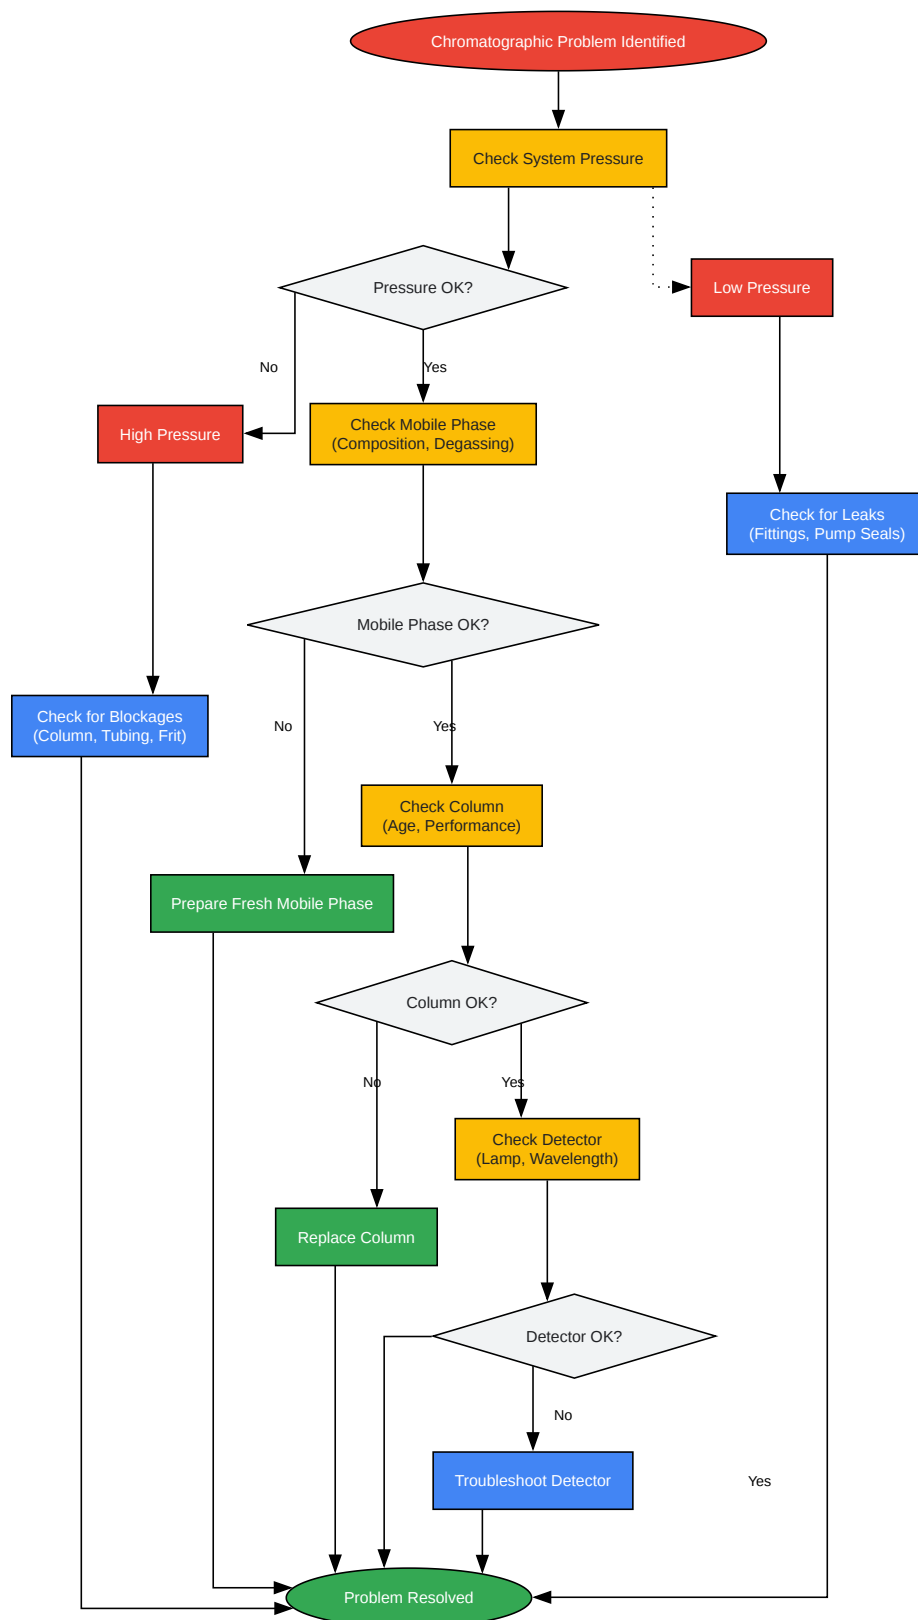 Chromatographic Problem Identified
Check System Pressure
Pressure OK?
Low Pressure
No
Yes
High Pressure
Check Mobile Phase
(Composition, Degassing)
Check for Leaks
(Fittings, Pump Seals)
Mobile Phase OK?
Check for Blockages
(Column, Tubing, Frit)
No
Yes
Check Column
(Age, Performance)
Prepare Fresh Mobile Phase
Column OK?
No
Yes
Check Detector
(Lamp, Wavelength)
Replace Column
Detector OK?
No
Troubleshoot Detector
Yes
Problem Resolved